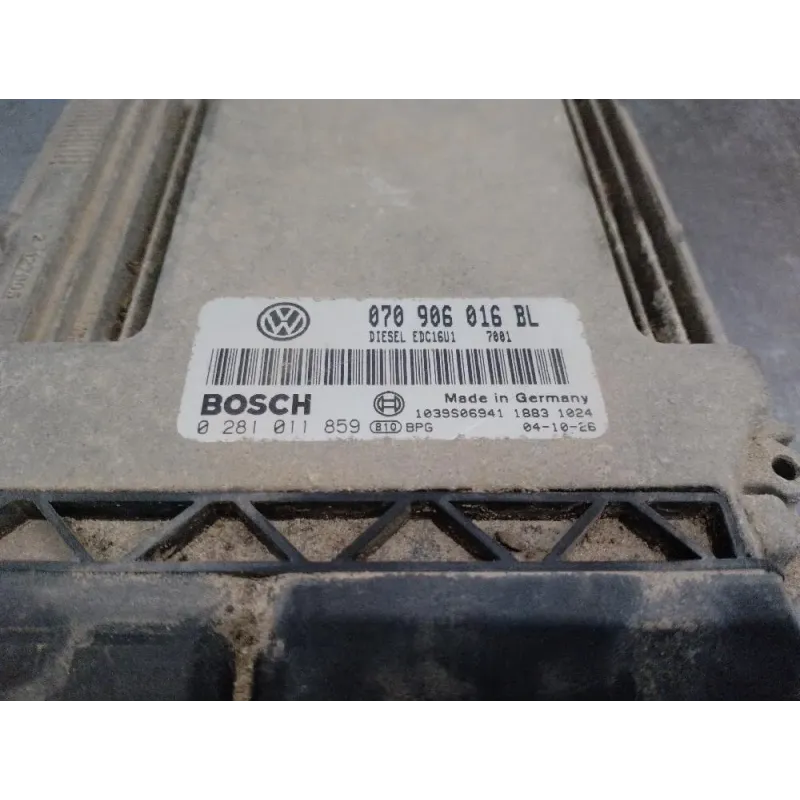 070 906 016 BL
DIESEL EDC16U1 7001
BOSCH
Made in Germany
1039S06941 1883 1024
0 281 011 859 810 BPG 04-10-26